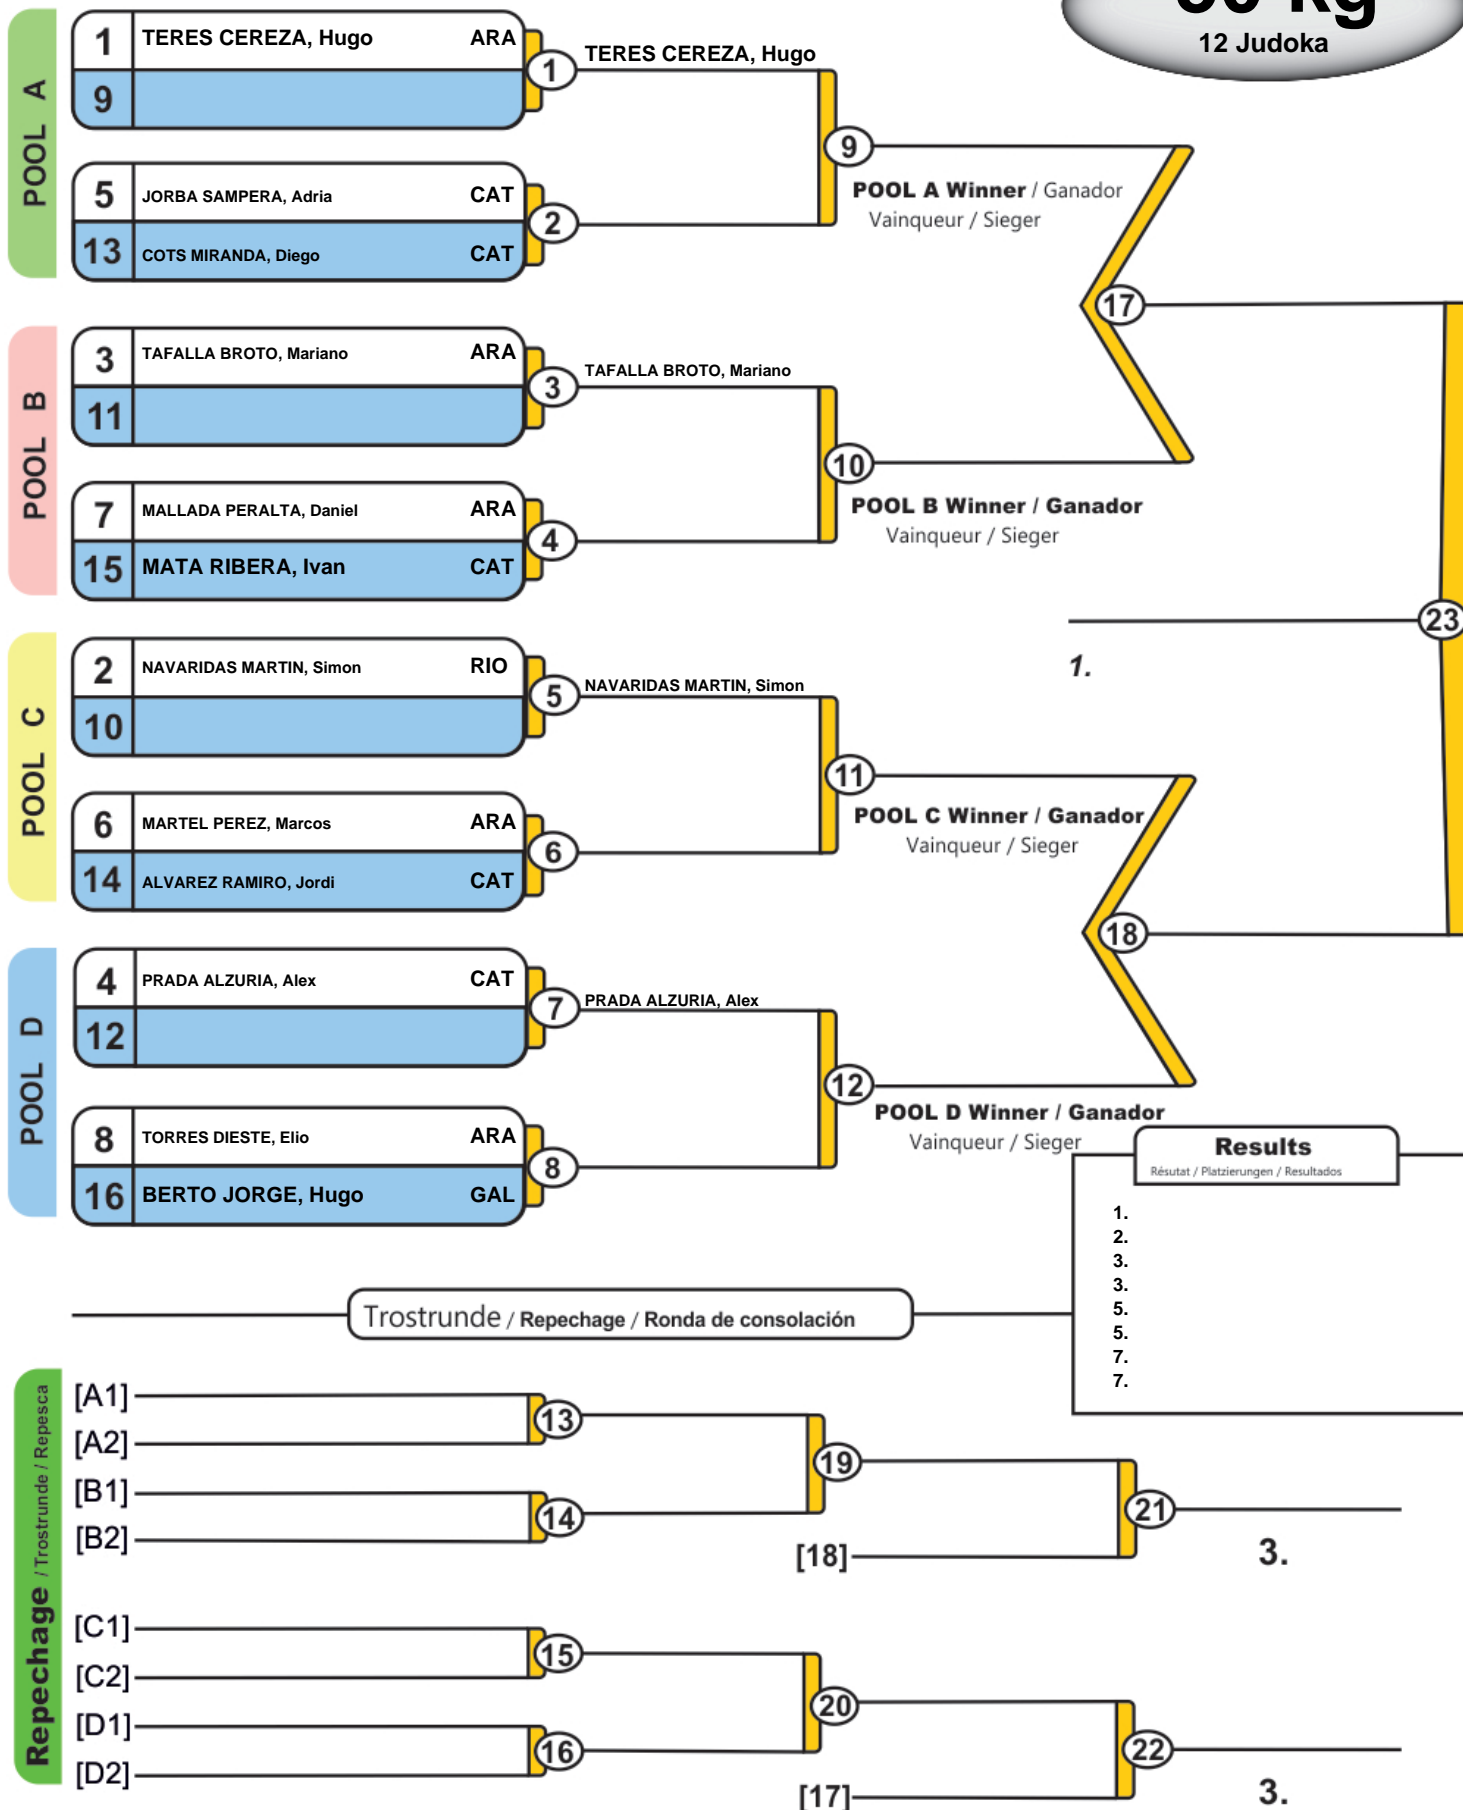 12 Judoka
POOL A
1 TERES CEREZA, Hugo ARA
9
1
TERES CEREZA, Hugo
5 JORBA SAMPERA, Adria CAT
13 COTS MIRANDA, Diego CAT
2
9
POOL A Winner / Ganador
Vainqueur / Sieger
17
POOL B
3 TAFALLA BROTO, Mariano ARA
11
3
TAFALLA BROTO, Mariano
7 MALLADA PERALTA, Daniel ARA
15 MATA RIBERA, Ivan CAT
4
10
POOL B Winner / Ganador
Vainqueur / Sieger
23
1.
POOL C
2 NAVARIDAS MARTIN, Simon RIO
10
5
NAVARIDAS MARTIN, Simon
6 MARTEL PEREZ, Marcos ARA
14 ALVAREZ RAMIRO, Jordi CAT
6
11
POOL C Winner / Ganador
Vainqueur / Sieger
18
POOL D
4 PRADA ALZURIA, Alex CAT
12
7
PRADA ALZURIA, Alex
8 TORRES DIESTE, Elio ARA
16 BERTO JORGE, Hugo GAL
8
12
POOL D Winner / Ganador
Vainqueur / Sieger
Results
Résutat / Platzierungen / Resultados
1.
2.
3.
3.
5.
5.
7.
7.
Trostrunde / Repechage / Ronda de consolación
Repechage / Trostrunde / Repesca
[A1]
[A2]
13
[B1]
[B2]
14
19
[18]
21
3.
[C1]
[C2]
15
[D1]
[D2]
16
20
[17]
22
3.